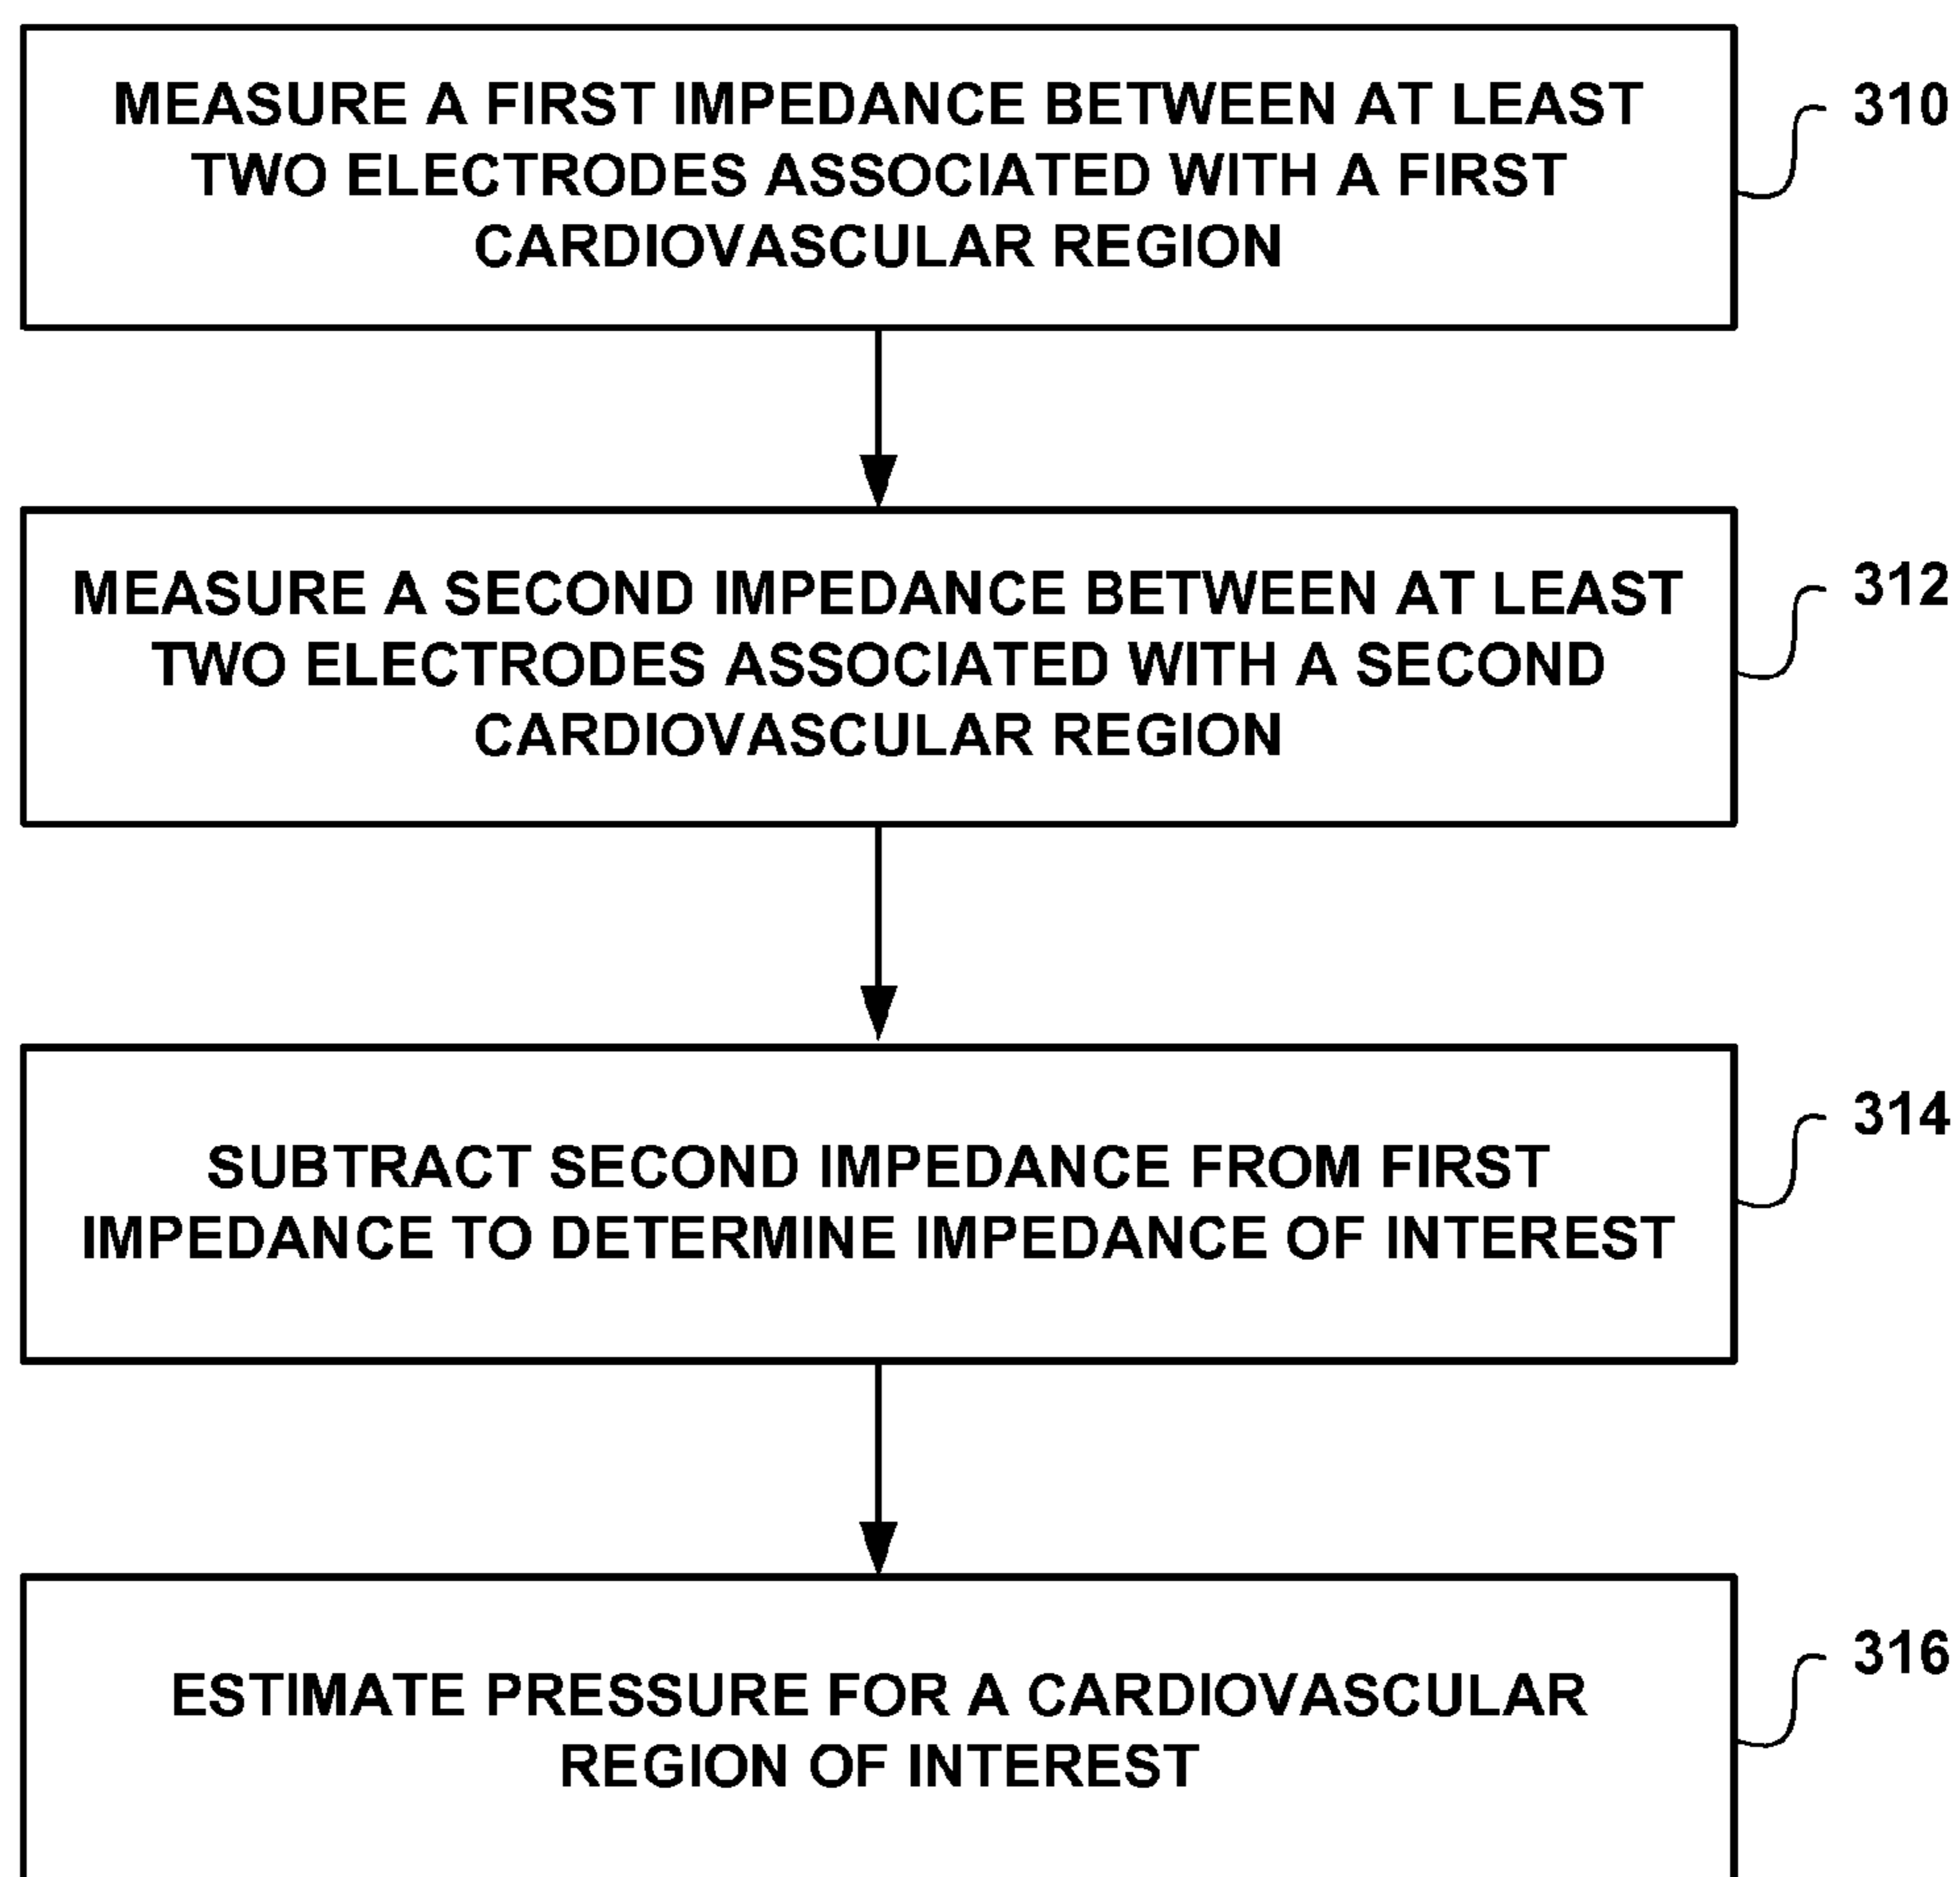 MEASURE A FIRST IMPEDANCE BETWEEN AT LEAST
TWO ELECTRODES ASSOCIATED WITH A FIRST
CARDIOVASCULAR REGION
310
MEASURE A SECOND IMPEDANCE BETWEEN AT LEAST
TWO ELECTRODES ASSOCIATED WITH A SECOND
CARDIOVASCULAR REGION
312
SUBTRACT SECOND IMPEDANCE FROM FIRST
IMPEDANCE TO DETERMINE IMPEDANCE OF INTEREST
314
ESTIMATE PRESSURE FOR A CARDIOVASCULAR
REGION OF INTEREST
316